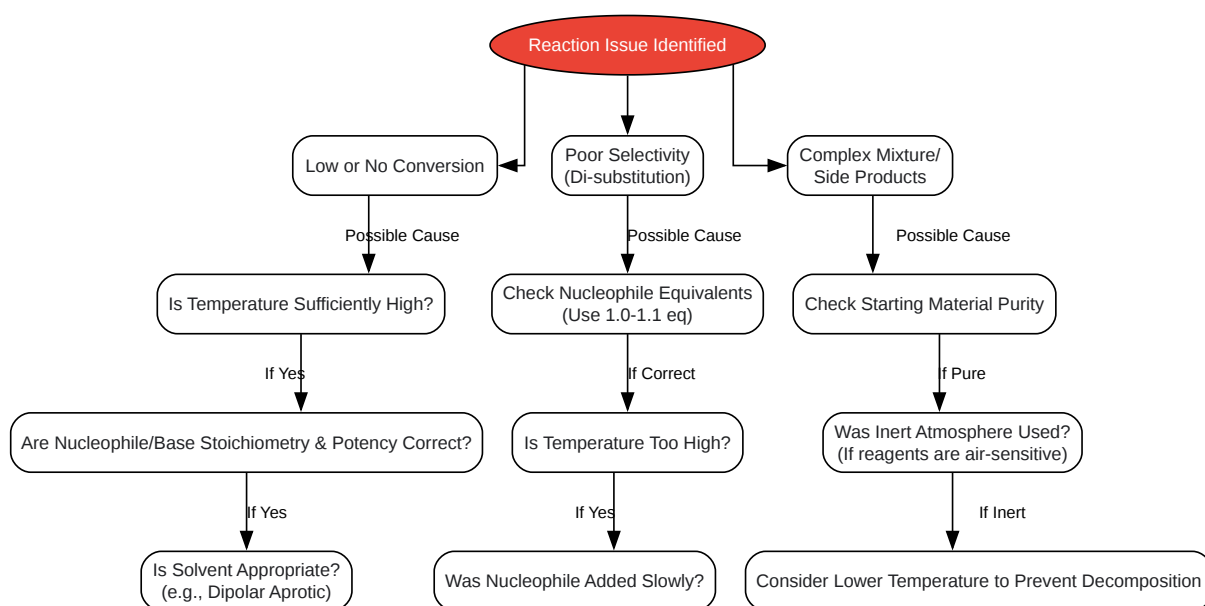 Reaction Issue Identified
Low or No Conversion
Poor Selectivity
(Di-substitution)
Complex Mixture/
Side Products
Possible Cause
Possible Cause
Possible Cause
Is Temperature Sufficiently High?
Check Nucleophile Equivalents
(Use 1.0-1.1 eq)
Check Starting Material Purity
If Yes
If Correct
If Pure
Are Nucleophile/Base Stoichiometry & Potency Correct?
Is Temperature Too High?
Was Inert Atmosphere Used?
(If reagents are air-sensitive)
If Yes
If Yes
If Inert
Is Solvent Appropriate?
(e.g., Dipolar Aprotic)
Was Nucleophile Added Slowly?
Consider Lower Temperature to Prevent Decomposition